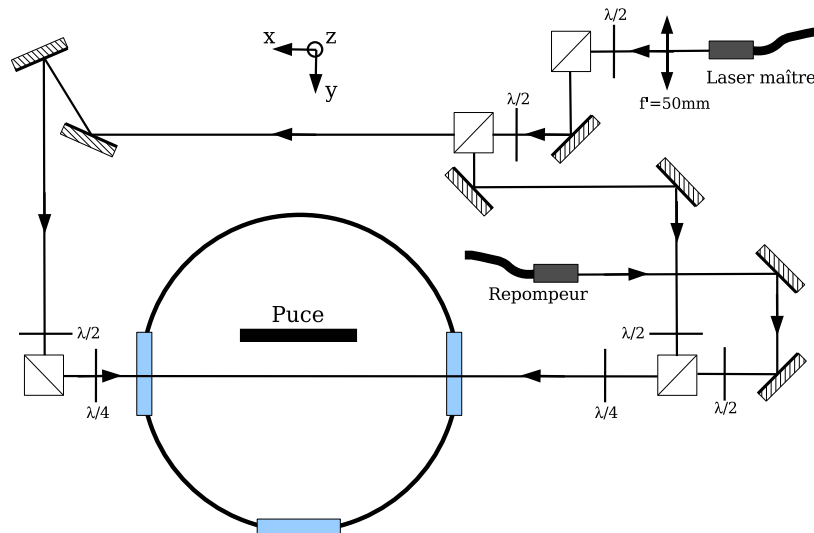 λ/2
x
z
y
Laser maître
f'=50mm
λ/2
Repompeur
Puce
λ/2
λ/2
λ/4
λ/4
λ/2